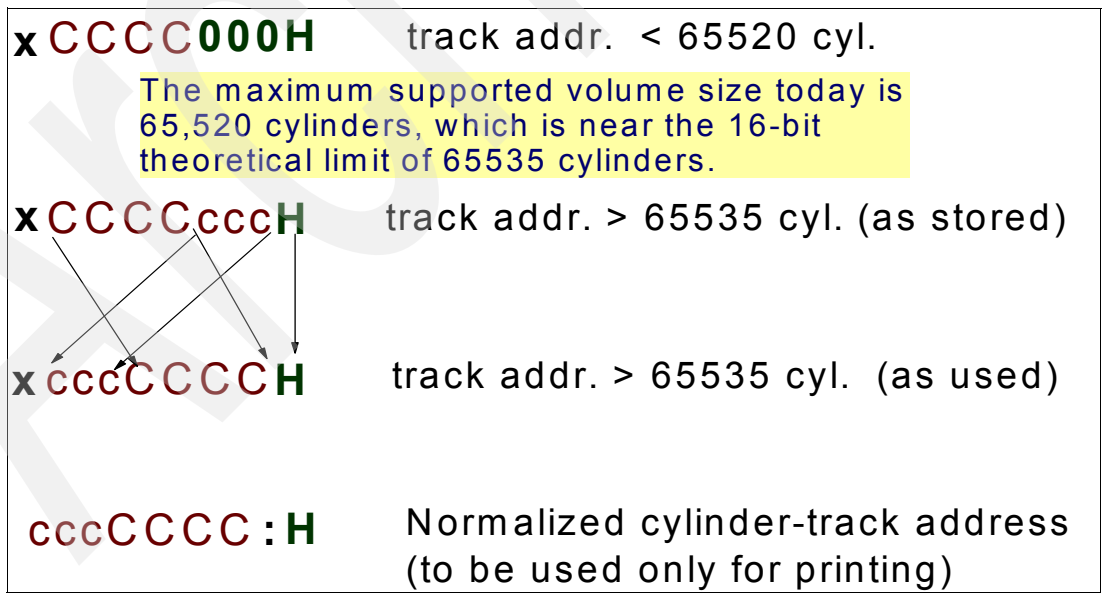 x CCCC000H track addr. < 65520 cyl.
The maximum supported volume size today is
65,520 cylinders, which is near the 16-bit
theoretical limit of 65535 cylinders.
x CCCCcccH track addr. > 65535 cyl. (as stored)
x cccCCCCH track addr. > 65535 cyl. (as used)
cccCCCC:H Normalized cylinder-track address
(to be used only for printing)